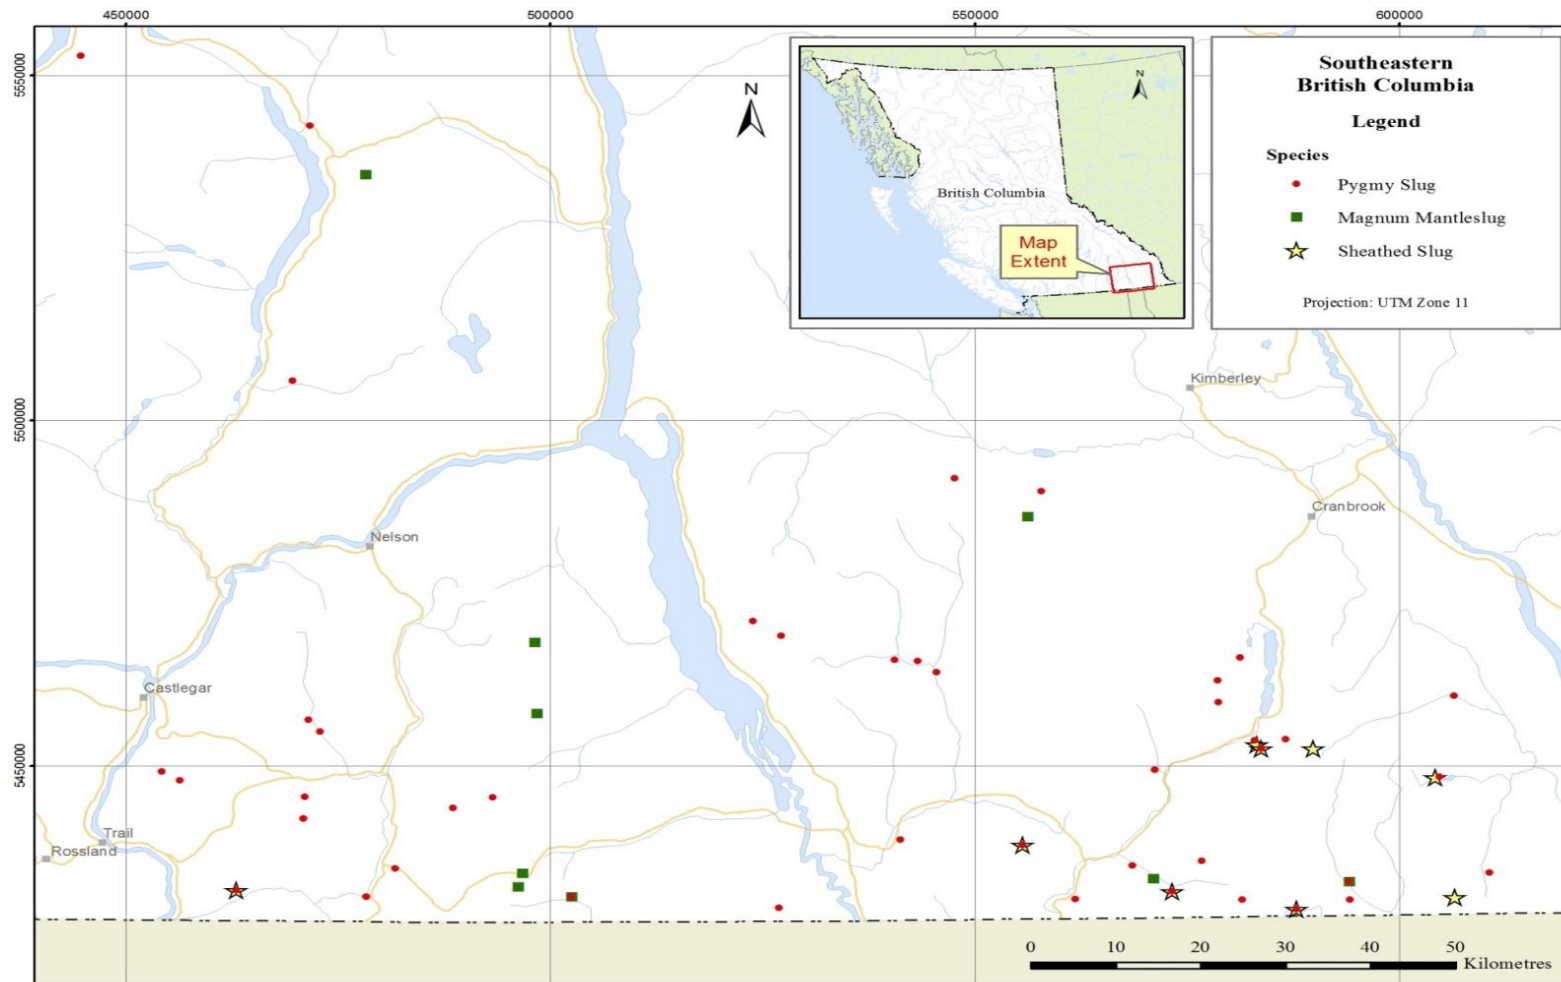 450000
500000
550000
600000
5550000
5500000
5450000
N
N
British Columbia
Map
Extent
Southeastern
British Columbia
Legend
Species
Pygmy Slug
Magnum Mantleslug
Sheathed Slug
Projection: UTM Zone 11
Kimberley
Cranbrook
Nelson
Castlegar
Trail
Rossland
0 10 20 30 40 50
Kilometres